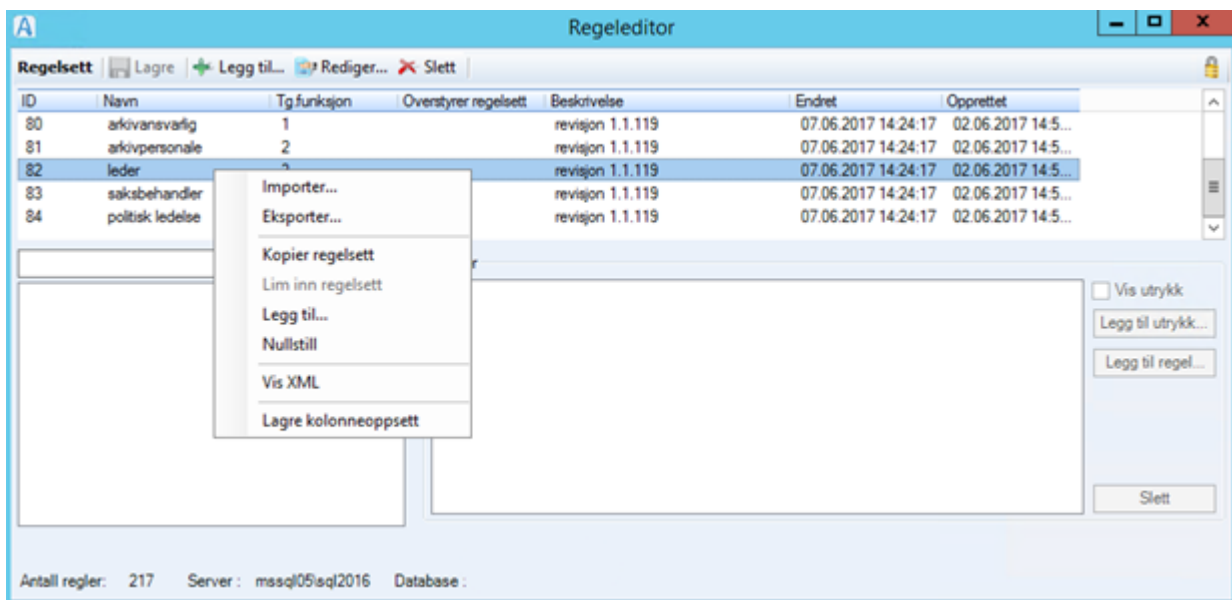 Regeleditor
Regelsett Lagre Legg til... Rediger... Slett
ID Navn Tg.funksjon Overstyrer regelsett Beskrivelse Endret Opprettet
80 arkivansvarlig 1 revisjon 1.1.119 07.06.2017 14:24:17 02.06.2017 14:5...
81 arkivpersonale 2 revisjon 1.1.119 07.06.2017 14:24:17 02.06.2017 14:5...
82 leder revisjon 1.1.119 07.06.2017 14:24:17 02.06.2017 14:5...
83 saksbehandler revisjon 1.1.119 07.06.2017 14:24:17 02.06.2017 14:5...
84 politisk ledelse revisjon 1.1.119 07.06.2017 14:24:17 02.06.2017 14:5...
Importer...
Eksporter...
Kopier regelsett
Lim inn regelsett
Legg til...
Nullstill
Vis XML
Lagre kolonneoppsett
Vis utrykk
Legg til utrykk...
Legg til regel...
Slett
Antall regler: 217 Server : mssql05\sql2016 Database :